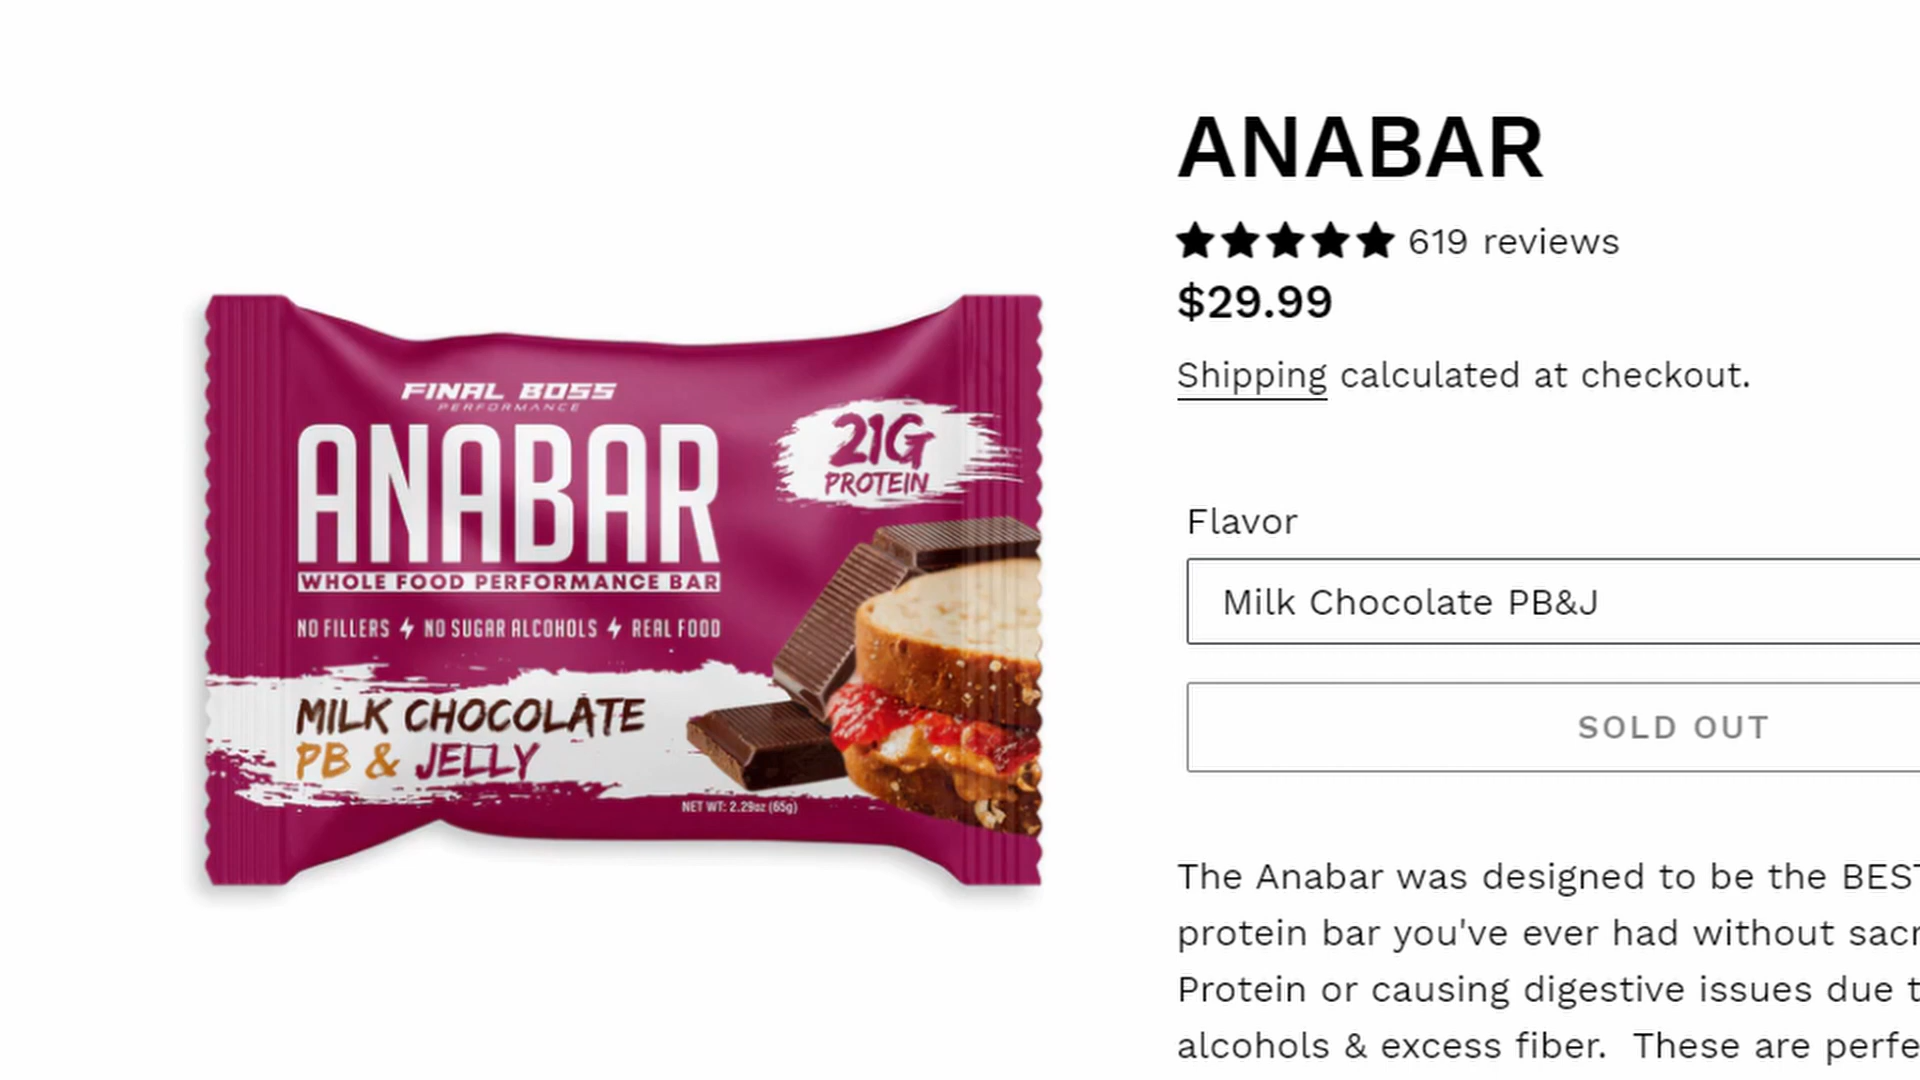 ANABAR
619 reviews
$29.99
Shipping calculated at checkout.
Flavor
Milk Chocolate PB&J
SOLD OUT
The Anabar was designed to be the BEST
protein bar you've ever had without
Protein or causing digestive issues due
alcohols & excess fiber. These are
FINAL BOSS
PERFORMANCE
ANABAR
WHOLE FOOD PERFORMANCE BAR
NO FILLERS NO SUGAR ALCOHOLS REAL FOOD
21G
PROTEIN
MILK CHOCOLATE
PB & JELLY
NET WT: 2.29oz (65g)